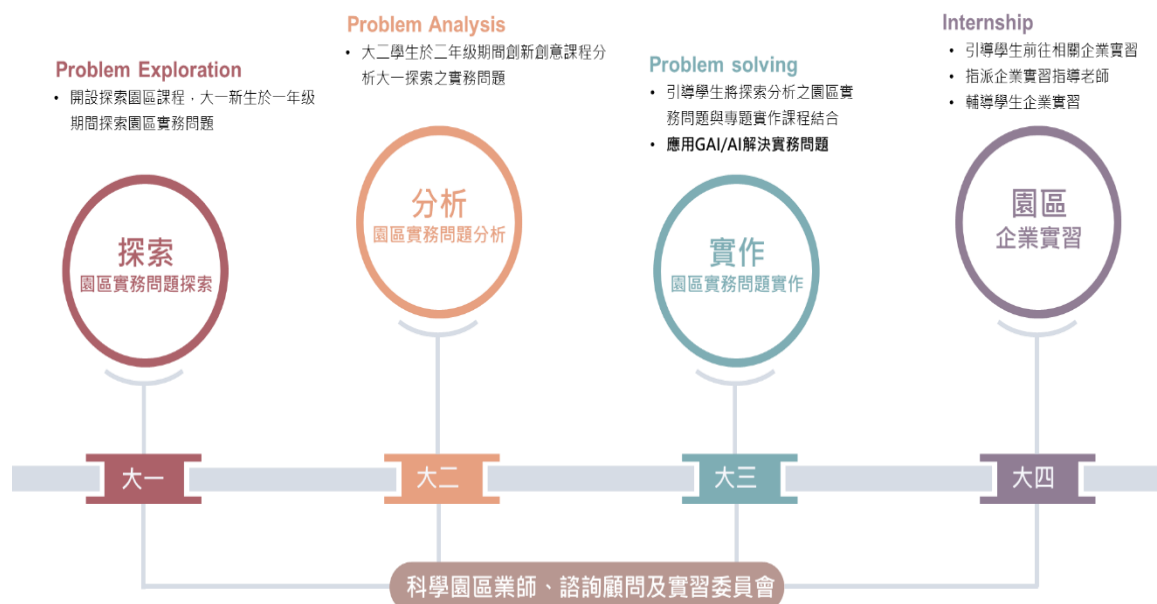 Problem Exploration
• 開設探索園區課程，大一新生於一年級
期間探索園區實務問題
探索
園區實務問題探索
大一
Problem Analysis
• 大二學生於二年級期間創新創意課程分
析大一探索之實務問題
分析
園區實務問題分析
大二
Problem solving
• 引導學生將探索分析之園區實
務問題與專題實作課程結合
• 應用GAI/AI解決實務問題
實作
園區實務問題實作
大三
Internship
• 引導學生前往相關企業實習
• 指派企業實習指導老師
• 輔導學生企業實習
園區
企業實習
大四
科學園區業師、諮詢顧問及實習委員會